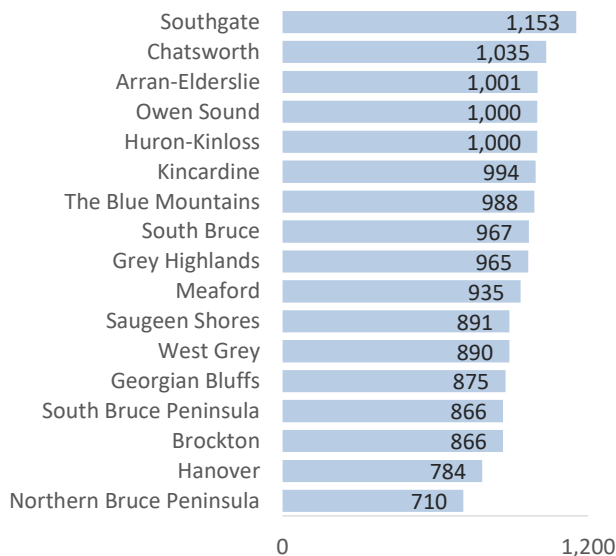 Southgate 1,153
Chatsworth 1,035
Arran-Elderslie 1,001
Owen Sound 1,000
Huron-Kinloss 1,000
Kincardine 994
The Blue Mountains 988
South Bruce 967
Grey Highlands 965
Meaford 935
Saugeen Shores 891
West Grey 890
Georgian Bluffs 875
South Bruce Peninsula 866
Brockton 866
Hanover 784
Northern Bruce Peninsula 710
0 1,200